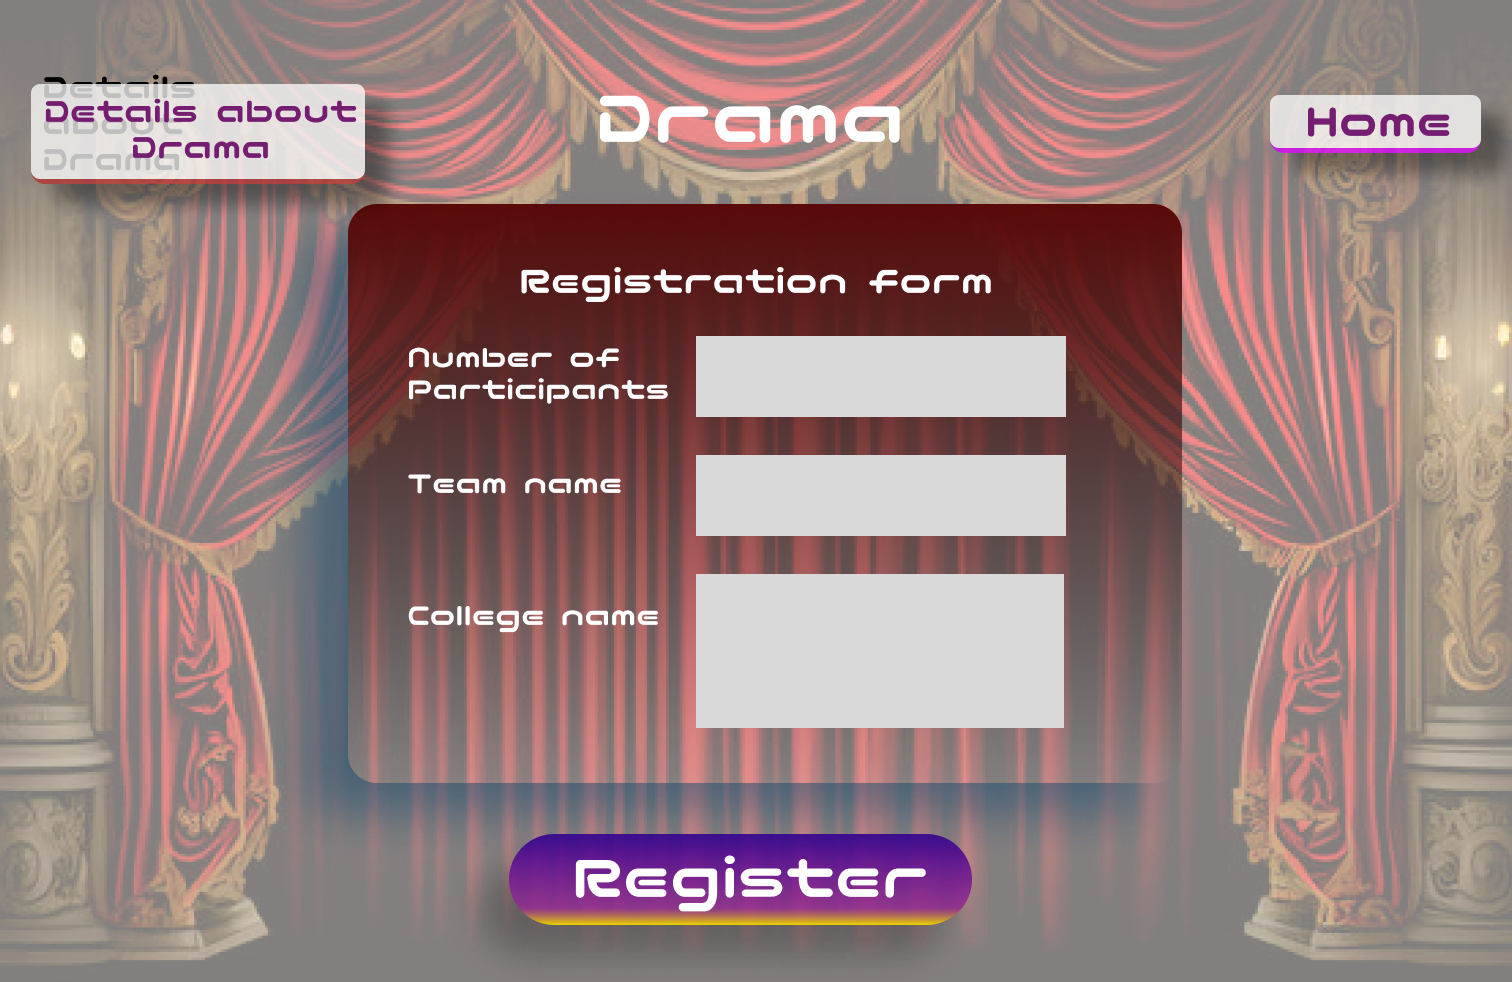 Details
about
Drama
Details about
Drama
Drama
Home
Registration form
Number of
Participants
Team name
College name
Register